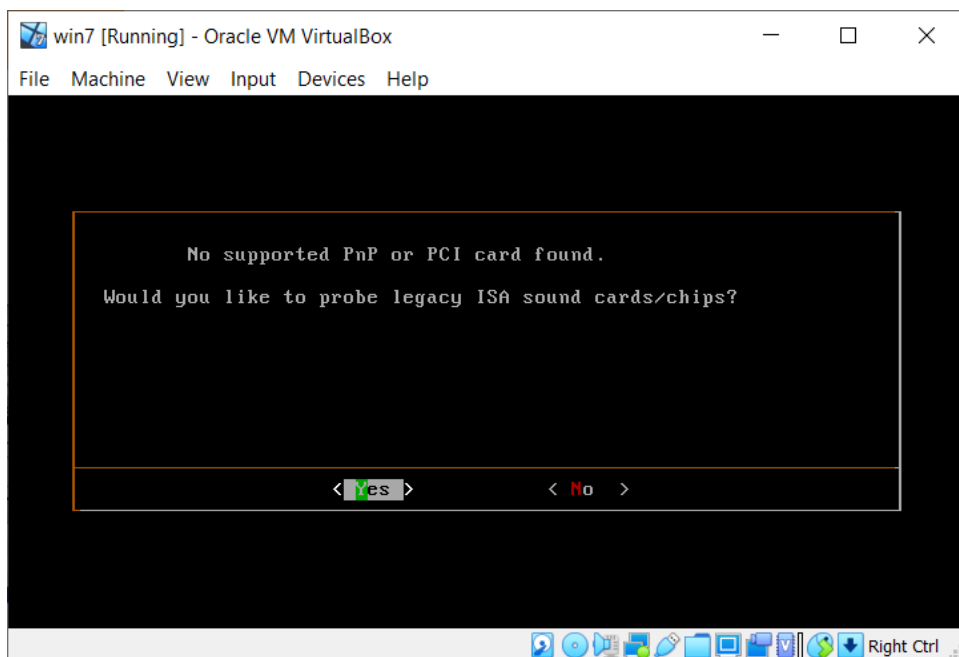 win7 [Running] - Oracle VM VirtualBox
File Machine View Input Devices Help
No supported PnP or PCI card found.
Would you like to probe legacy ISA sound cards/chips?
< Yes > < No >
Right Ctrl